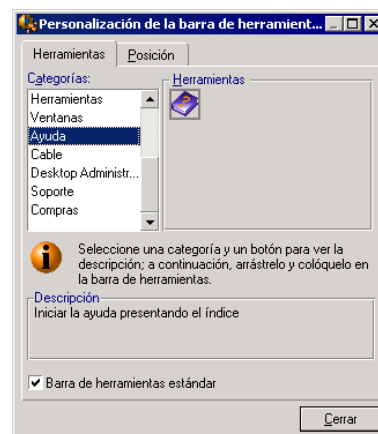 Personalización de la barra de herramient...
Herramientas Posición
Categorías:
Herramientas
Herramientas
Ventanas
Ayuda
Cable
Desktop Administr...
Soporte
Compras
Seleccione una categoría y un botón para ver la
descripción; a continuación, arrástrelo y colóquelo en
la barra de herramientas.
Descripción
Iniciar la ayuda presentando el índice
Barra de herramientas estándar
Cerrar